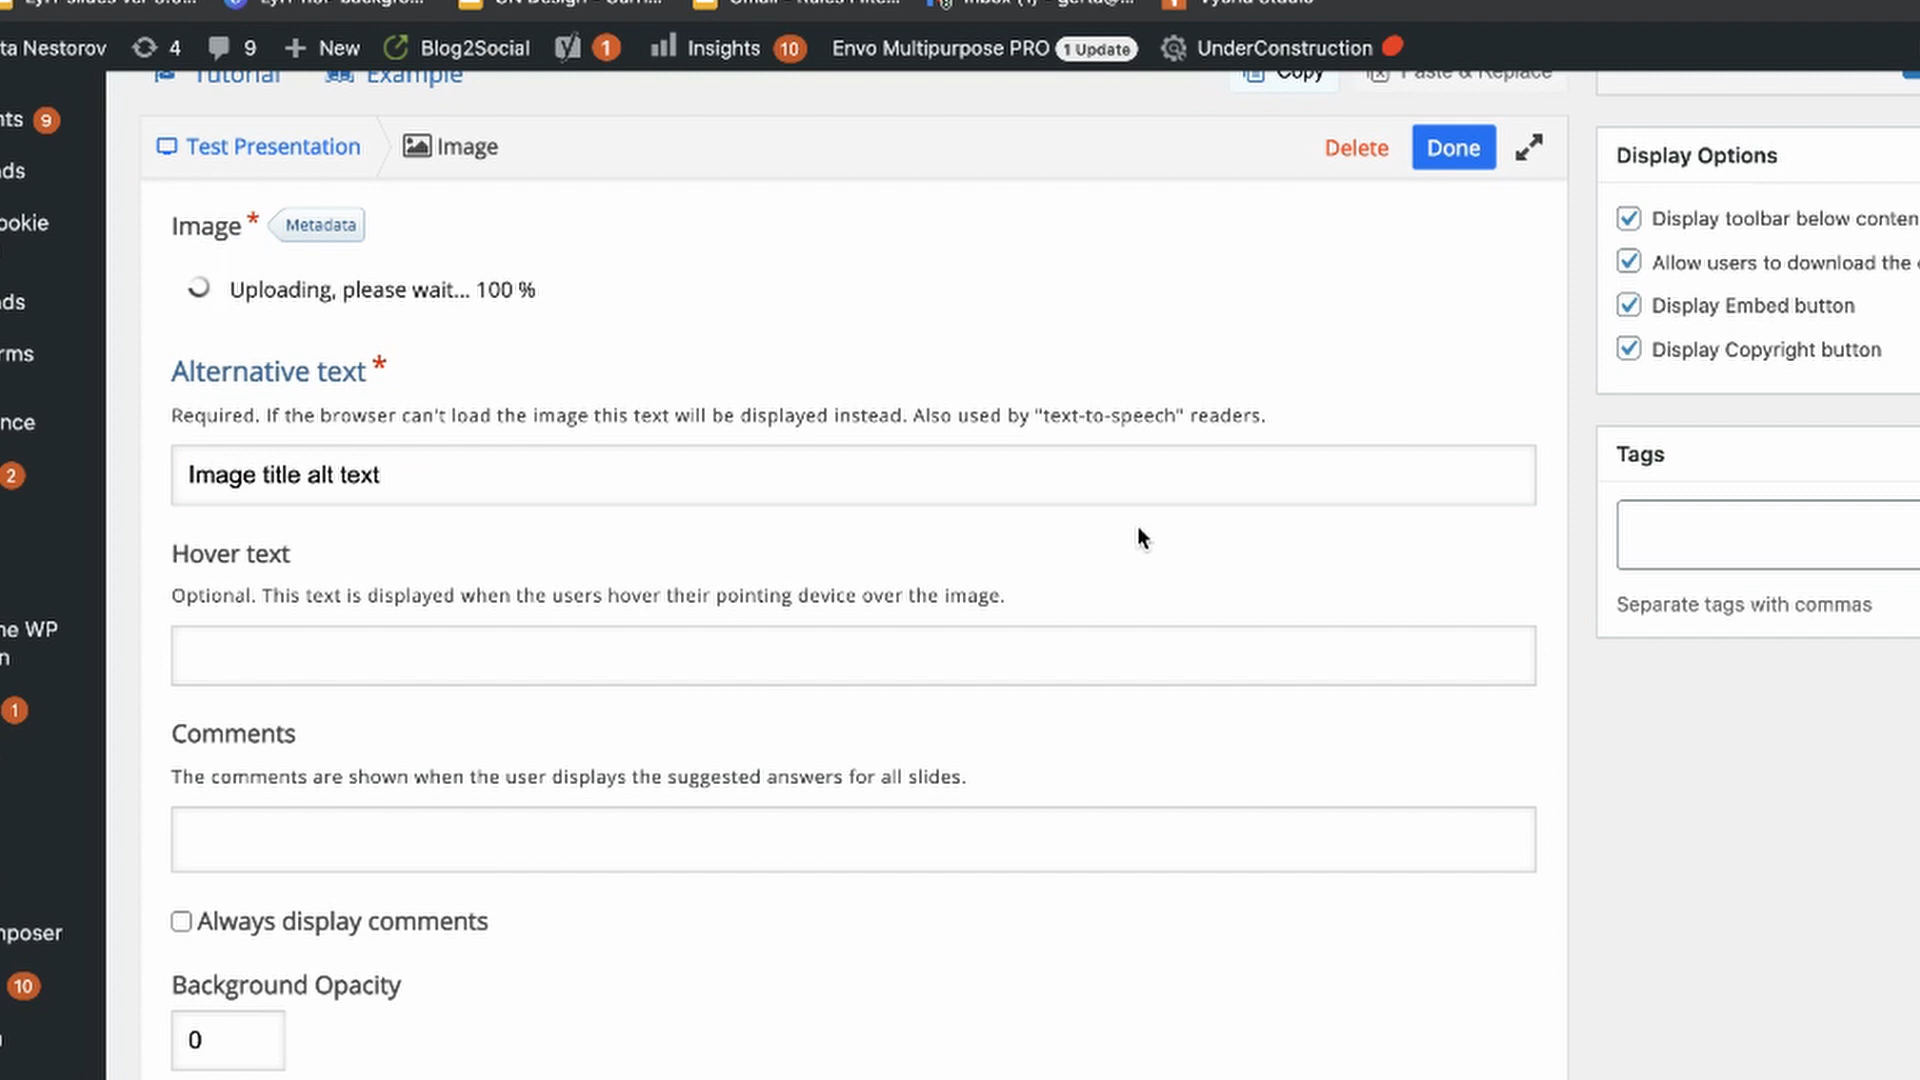 ta Nestorov 4 9 New Blog2Social 1 Insights 10 Envo Multipurpose PRO 1 Update UnderConstruction
Tutorial Example Copy Paste & Replace
nts 9
ds
ookie
ds
rms
nce
2
he WP
n
1
mposer
10
Test Presentation Image Delete Done
Image * Metadata
Uploading, please wait... 100 %
Alternative text *
Required. If the browser can't load the image this text will be displayed instead. Also used by "text-to-speech" readers.
Image title alt text
Hover text
Optional. This text is displayed when the users hover their pointing device over the image.
Comments
The comments are shown when the user displays the suggested answers for all slides.
Always display comments
Background Opacity
0
Display Options
Display toolbar below conten
Allow users to download the
Display Embed button
Display Copyright button
Tags
Separate tags with commas